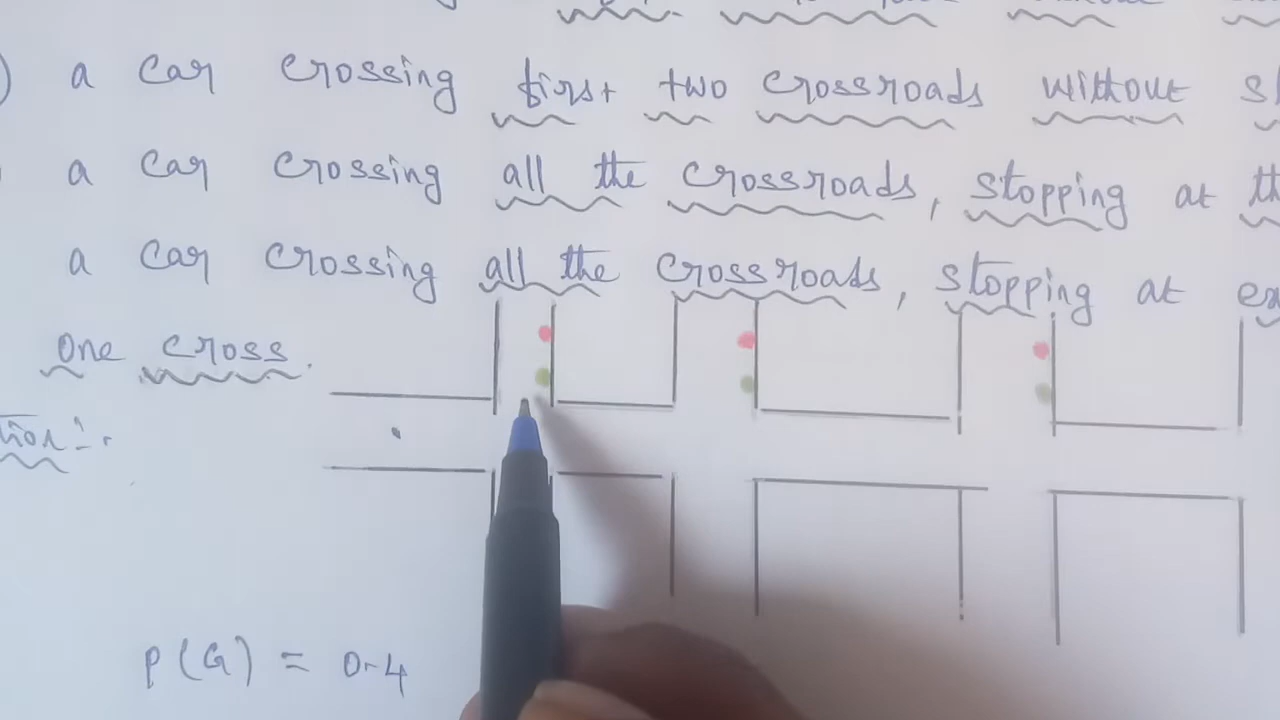 ) a car crossing first two crossroads without
a car crossing all the crossroads, stopping at
a car crossing all the crossroads, stopping at
One cross.
P(G) = 0.4